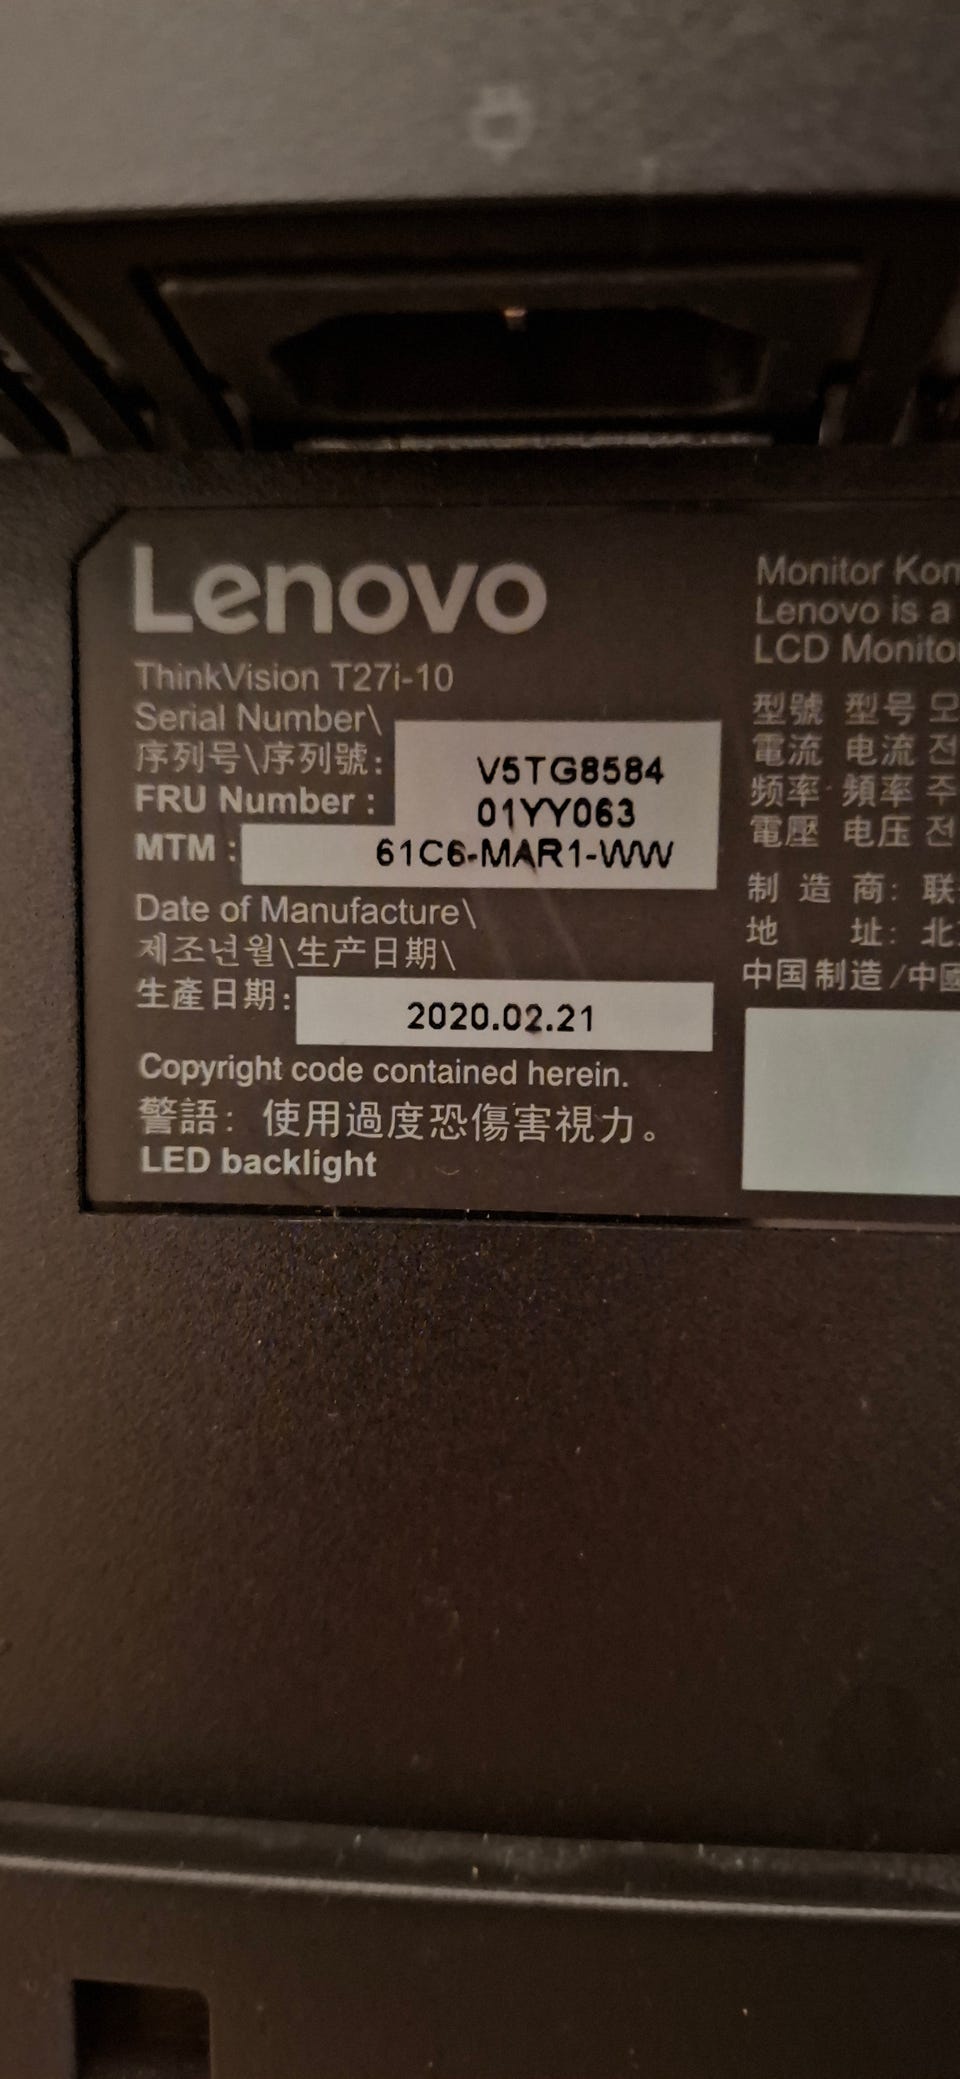 Lenovo
ThinkVision T27i-10
Serial Number\
序列号\序列號: V5TG8584
FRU Number : 01YY063
MTM : 61C6-MAR1-WW
Date of Manufacture\
제조년월\生产日期\
生產日期: 2020.02.21
Copyright code contained herein.
警語: 使用過度恐傷害視力。
LED backlight
Monitor
Lenovo is a
LCD
型號 型号
電流 电流
频率 頻率
電壓 电压
制 造 商:
地 址:
中国制造/中國